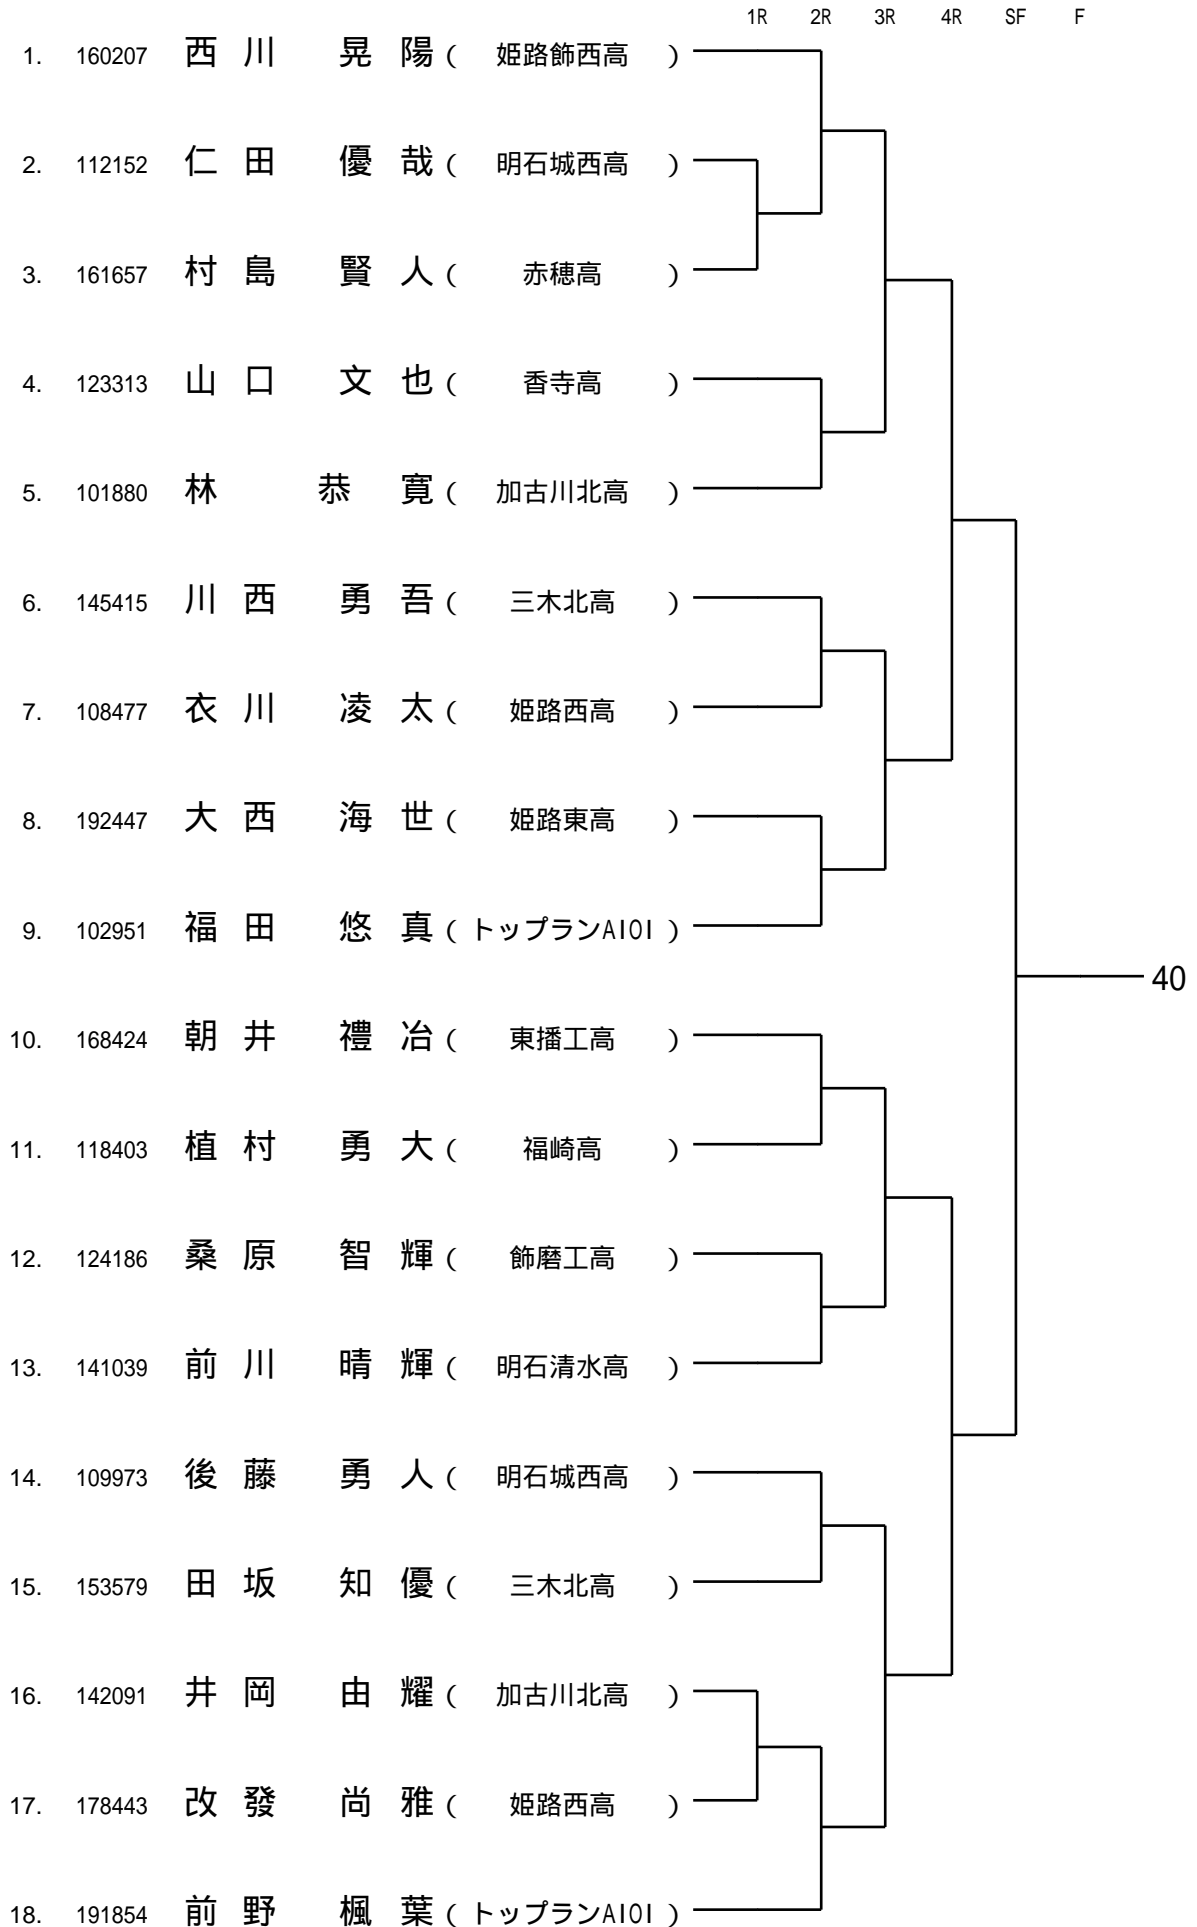 1R 2R 3R 4R SF F
1. 160207 西 川 晃 陽 ( 姫路飾西高 )
2. 112152 仁 田 優 哉 ( 明石城西高 )
3. 161657 村 島 賢 人 ( 赤穂高 )
4. 123313 山 口 文 也 ( 香寺高 )
5. 101880 林 恭 寛 ( 加古川北高 )
6. 145415 川 西 勇 吾 ( 三木北高 )
7. 108477 衣 川 凌 太 ( 姫路西高 )
8. 192447 大 西 海 世 ( 姫路東高 )
9. 102951 福 田 悠 真 ( トップランAIOI )
40
10. 168424 朝 井 禮 冶 ( 東播工高 )
11. 118403 植 村 勇 大 ( 福崎高 )
12. 124186 桑 原 智 輝 ( 飾磨工高 )
13. 141039 前 川 晴 輝 ( 明石清水高 )
14. 109973 後 藤 勇 人 ( 明石城西高 )
15. 153579 田 坂 知 優 ( 三木北高 )
16. 142091 井 岡 由 耀 ( 加古川北高 )
17. 178443 改 發 尚 雅 ( 姫路西高 )
18. 191854 前 野 楓 葉 ( トップランAIOI )